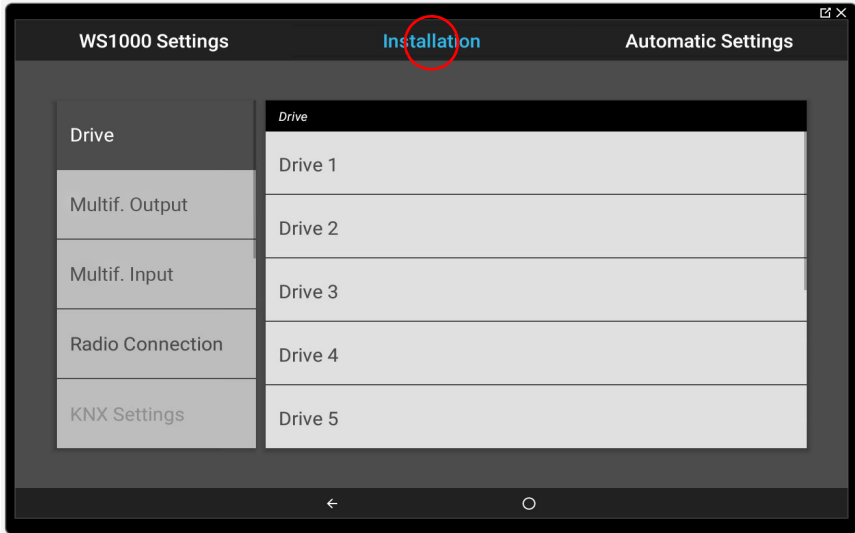 WS1000 Settings
Installation
Automatic Settings
Drive
Multif. Output
Multif. Input
Radio Connection
KNX Settings
Drive
Drive 1
Drive 2
Drive 3
Drive 4
Drive 5